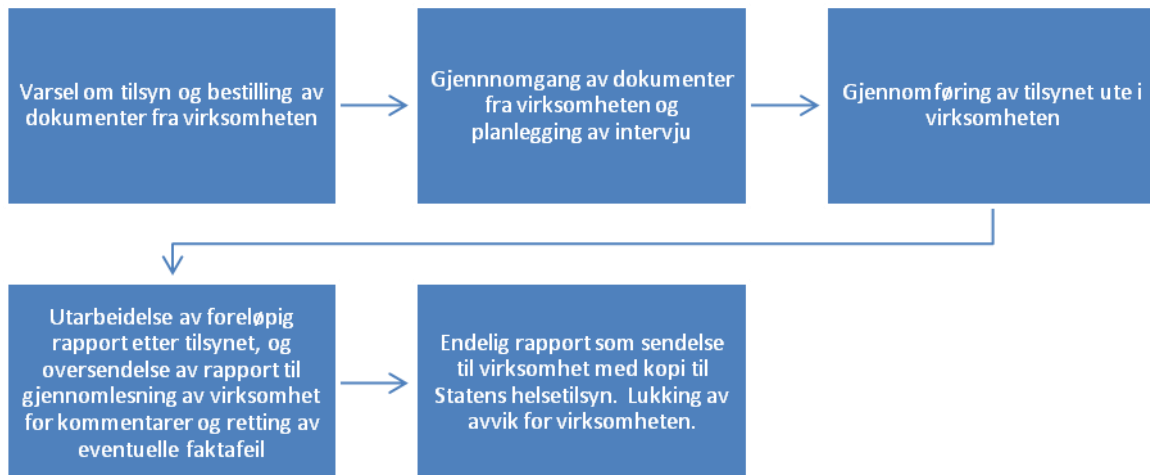 Varsel om tilsyn og bestilling av
dokumenter fra virksomheten
Gjennnomgang av dokumenter
fra virksomheten og
planlegging av intervju
Gjennomføring av tilsynet ute i
virksomheten
Utarbeidelse av foreløpig
rapport etter tilsynet, og
oversendelse av rapport til
gjennomlesning av virksomhet
for kommentarer og retting av
eventuelle faktafeil
Endelig rapport som sendelse
til virksomhet med kopi til
Statens helsetilsyn. Lukking av
avvik for virksomheten.